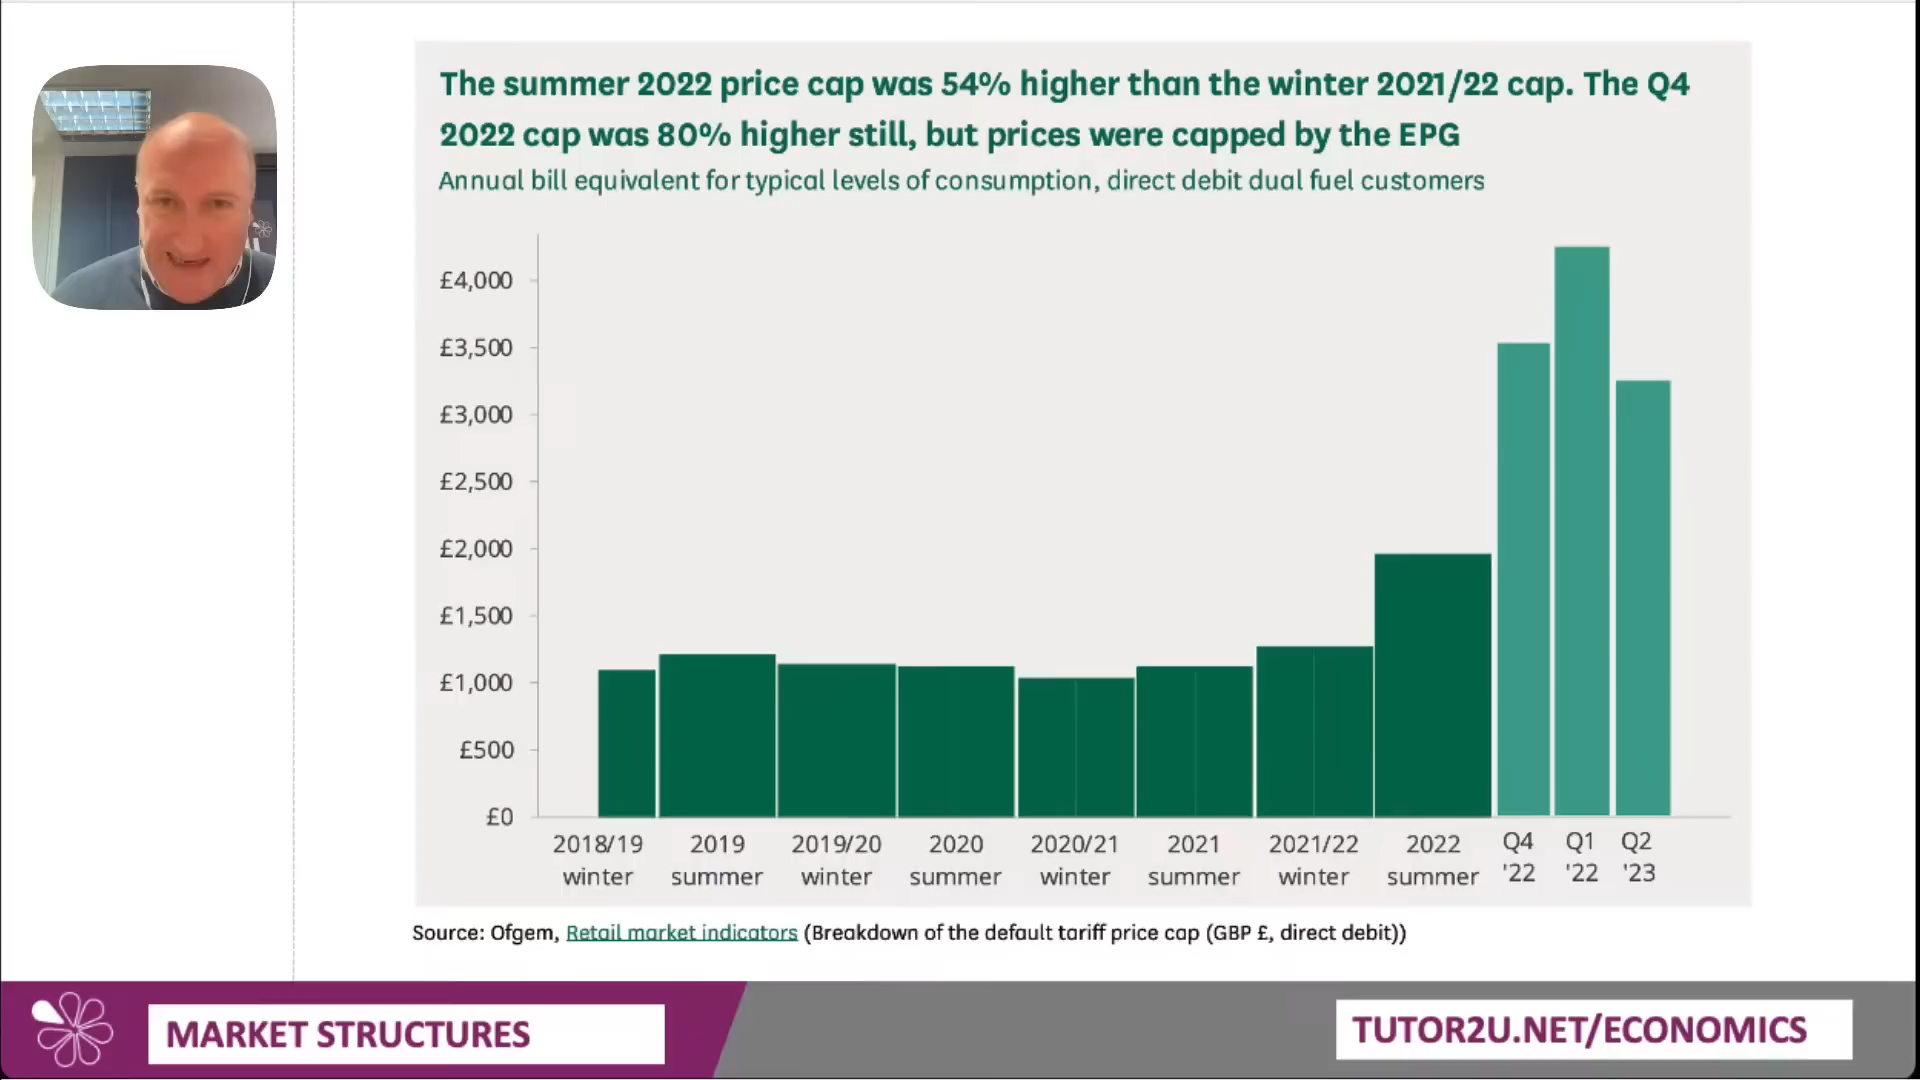 The summer 2022 price cap was 54% higher than the winter 2021/22 cap. The Q4
2022 cap was 80% higher still, but prices were capped by the EPG
Annual bill equivalent for typical levels of consumption, direct debit dual fuel customers
£4,000
£3,500
£3,000
£2,500
£2,000
£1,500
£1,000
£500
£0
2018/19 winter
2019 summer
2019/20 winter
2020 summer
2020/21 winter
2021 summer
2021/22 winter
2022 summer
Q4 '22
Q1 '22
Q2 '23
Source: Ofgem, Retail market indicators (Breakdown of the default tariff price cap (GBP £, direct debit))
MARKET STRUCTURES
TUTOR2U.NET/ECONOMICS